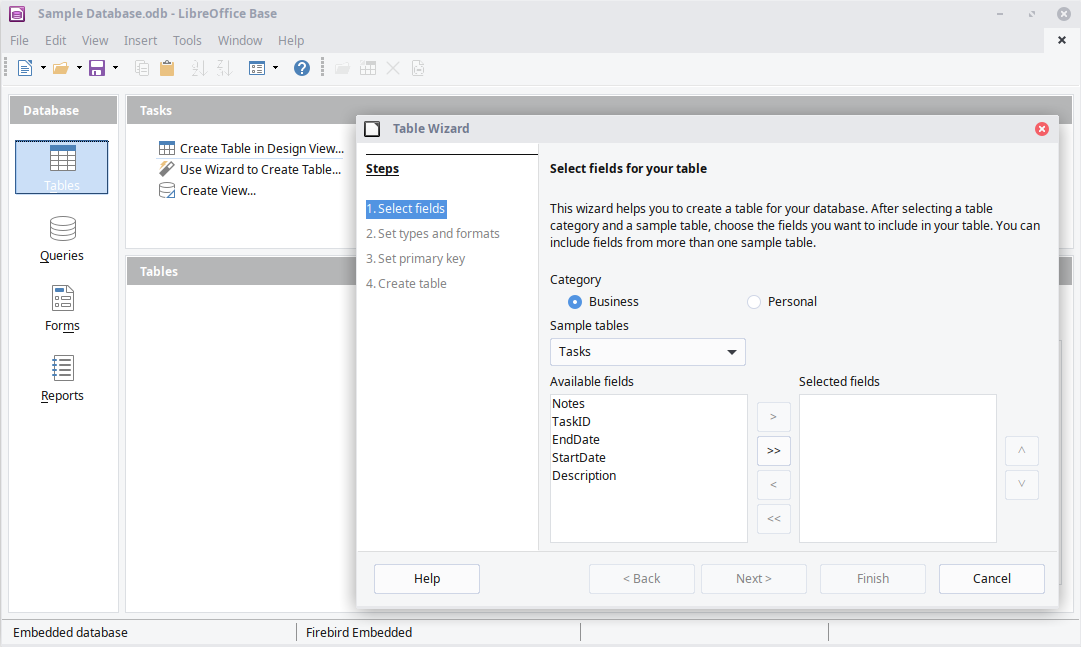 Sample Database.odb - LibreOffice Base
File Edit View Insert Tools Window Help
Database
Tables
Queries
Forms
Reports
Tasks
Create Table in Design View...
Use Wizard to Create Table...
Create View...
Tables
Table Wizard
Steps
1. Select fields
2. Set types and formats
3. Set primary key
4. Create table
Select fields for your table
This wizard helps you to create a table for your database. After selecting a table
category and a sample table, choose the fields you want to include in your table. You can
include fields from more than one sample table.
Category
Business Personal
Sample tables
Tasks
Available fields
Notes
TaskID
EndDate
StartDate
Description
>
>>
<
<<
Selected fields
^
v
Help < Back Next > Finish Cancel
Embedded database Firebird Embedded